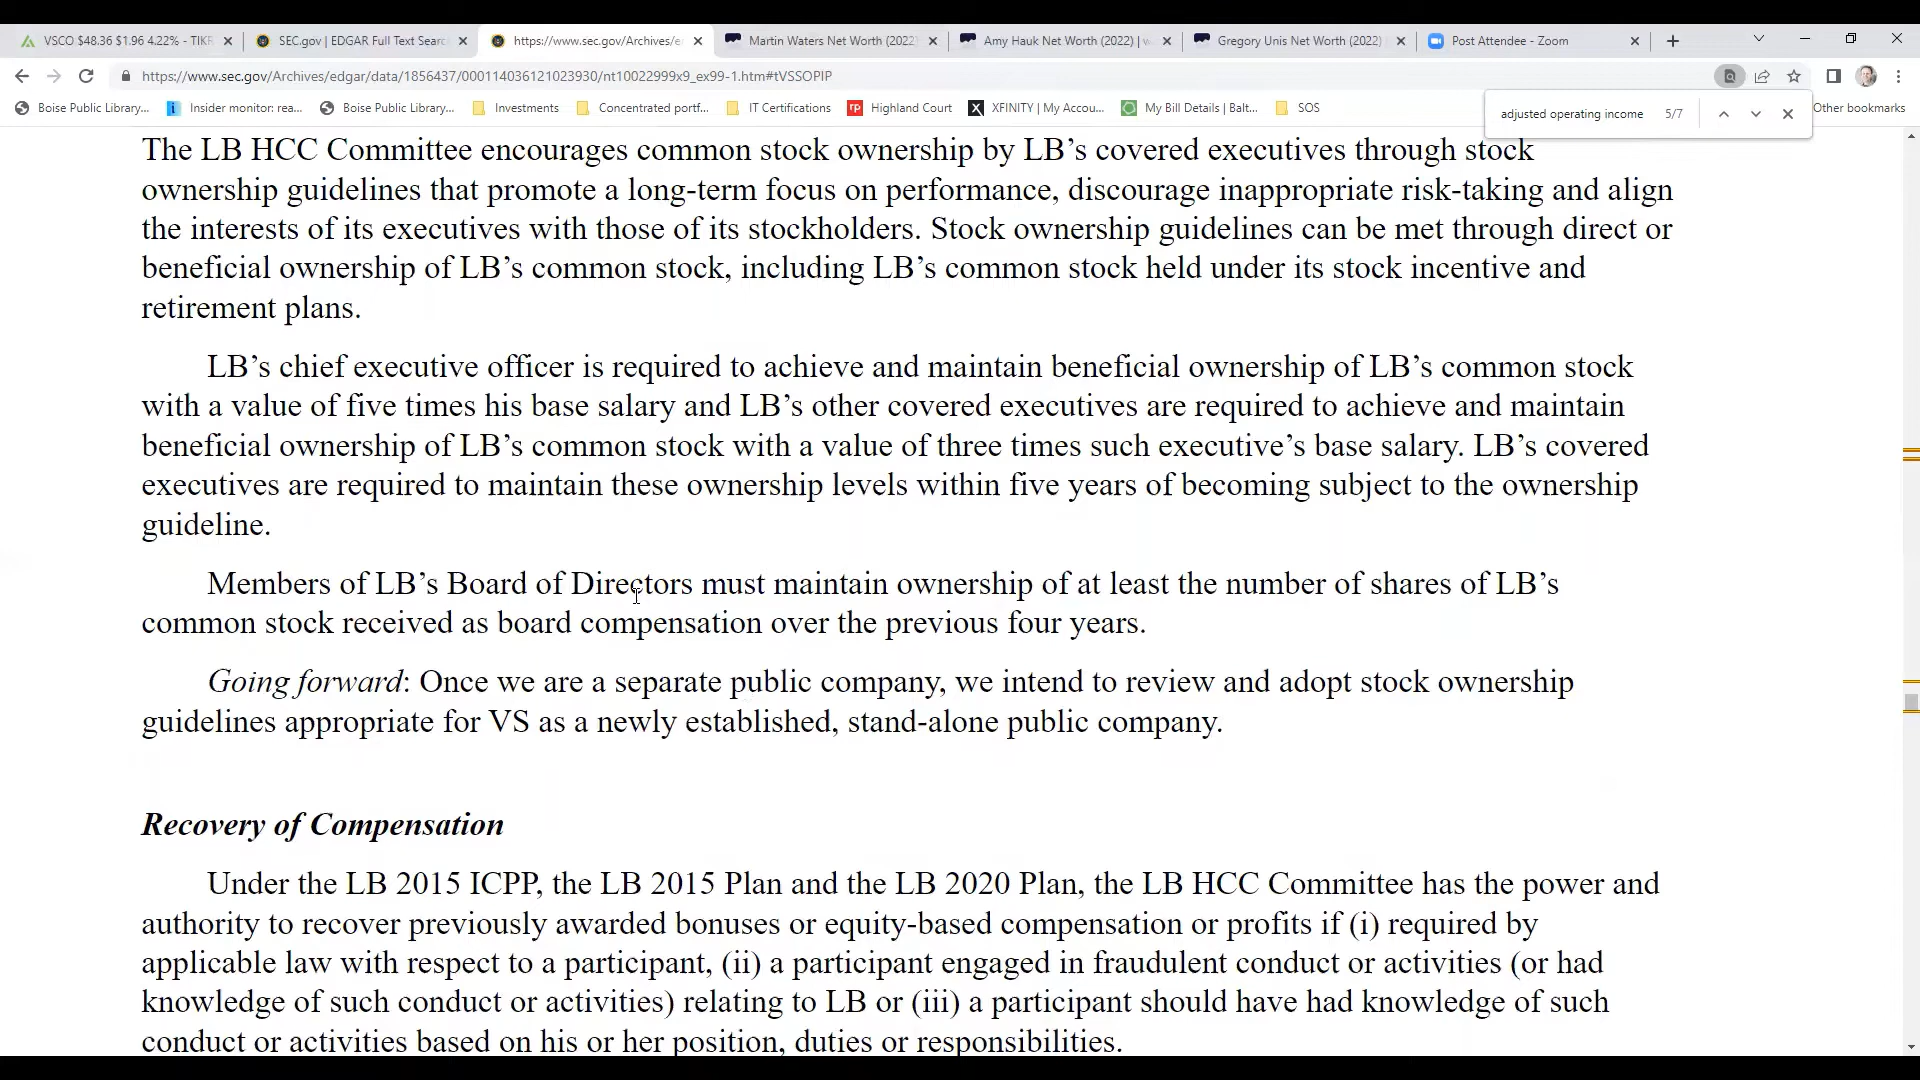 VSCO $48.36 $1.96 4.22% - TIKR
SEC.gov | EDGAR Full Text Searc
https://www.sec.gov/Archives/e
Martin Waters Net Worth (2022)
Amy Hauk Net Worth (2022) | w
Gregory Unis Net Worth (2022)
Post Attendee - Zoom
https://www.sec.gov/Archives/edgar/data/1856437/000114036121023930/nt10022999x9_ex99-1.htm#tVSSOPIP
Boise Public Library...
Insider monitor: rea...
Boise Public Library...
Investments
Concentrated portf...
IT Certifications
Highland Court
XFINITY | My Accou...
My Bill Details | Balt...
SOS
adjusted operating income 5/7
Other bookmarks
The LB HCC Committee encourages common stock ownership by LB’s covered executives through stock
ownership guidelines that promote a long-term focus on performance, discourage inappropriate risk-taking and align
the interests of its executives with those of its stockholders. Stock ownership guidelines can be met through direct or
beneficial ownership of LB’s common stock, including LB’s common stock held under its stock incentive and
retirement plans.
LB’s chief executive officer is required to achieve and maintain beneficial ownership of LB’s common stock
with a value of five times his base salary and LB’s other covered executives are required to achieve and maintain
beneficial ownership of LB’s common stock with a value of three times such executive’s base salary. LB’s covered
executives are required to maintain these ownership levels within five years of becoming subject to the ownership
guideline.
Members of LB’s Board of Directors must maintain ownership of at least the number of shares of LB’s
common stock received as board compensation over the previous four years.
Going forward: Once we are a separate public company, we intend to review and adopt stock ownership
guidelines appropriate for VS as a newly established, stand-alone public company.
Recovery of Compensation
Under the LB 2015 ICPP, the LB 2015 Plan and the LB 2020 Plan, the LB HCC Committee has the power and
authority to recover previously awarded bonuses or equity-based compensation or profits if (i) required by
applicable law with respect to a participant, (ii) a participant engaged in fraudulent conduct or activities (or had
knowledge of such conduct or activities) relating to LB or (iii) a participant should have had knowledge of such
conduct or activities based on his or her position, duties or responsibilities.